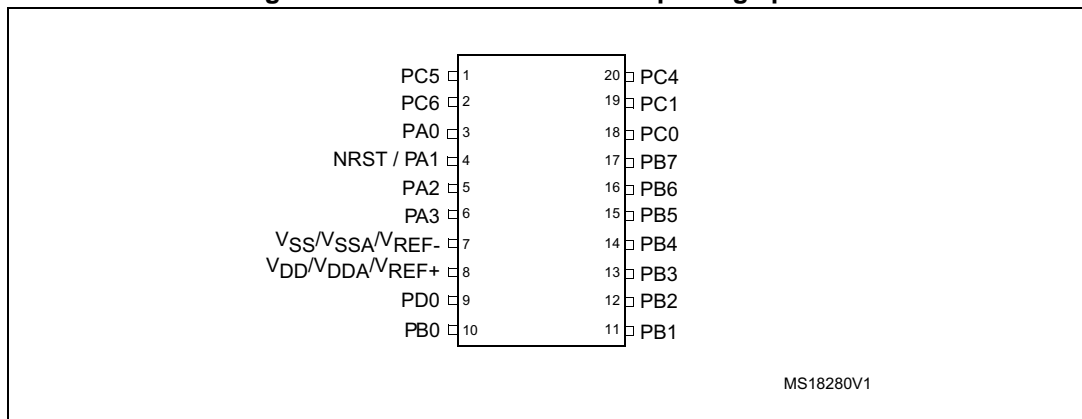 PC5 1 20 PC4
PC6 2 19 PC1
PA0 3 18 PC0
NRST / PA1 4 17 PB7
PA2 5 16 PB6
PA3 6 15 PB5
VSS/VSSA/VREF- 7 14 PB4
VDD/VDDA/VREF+ 8 13 PB3
PD0 9 12 PB2
PB0 10 11 PB1
MS18280V1